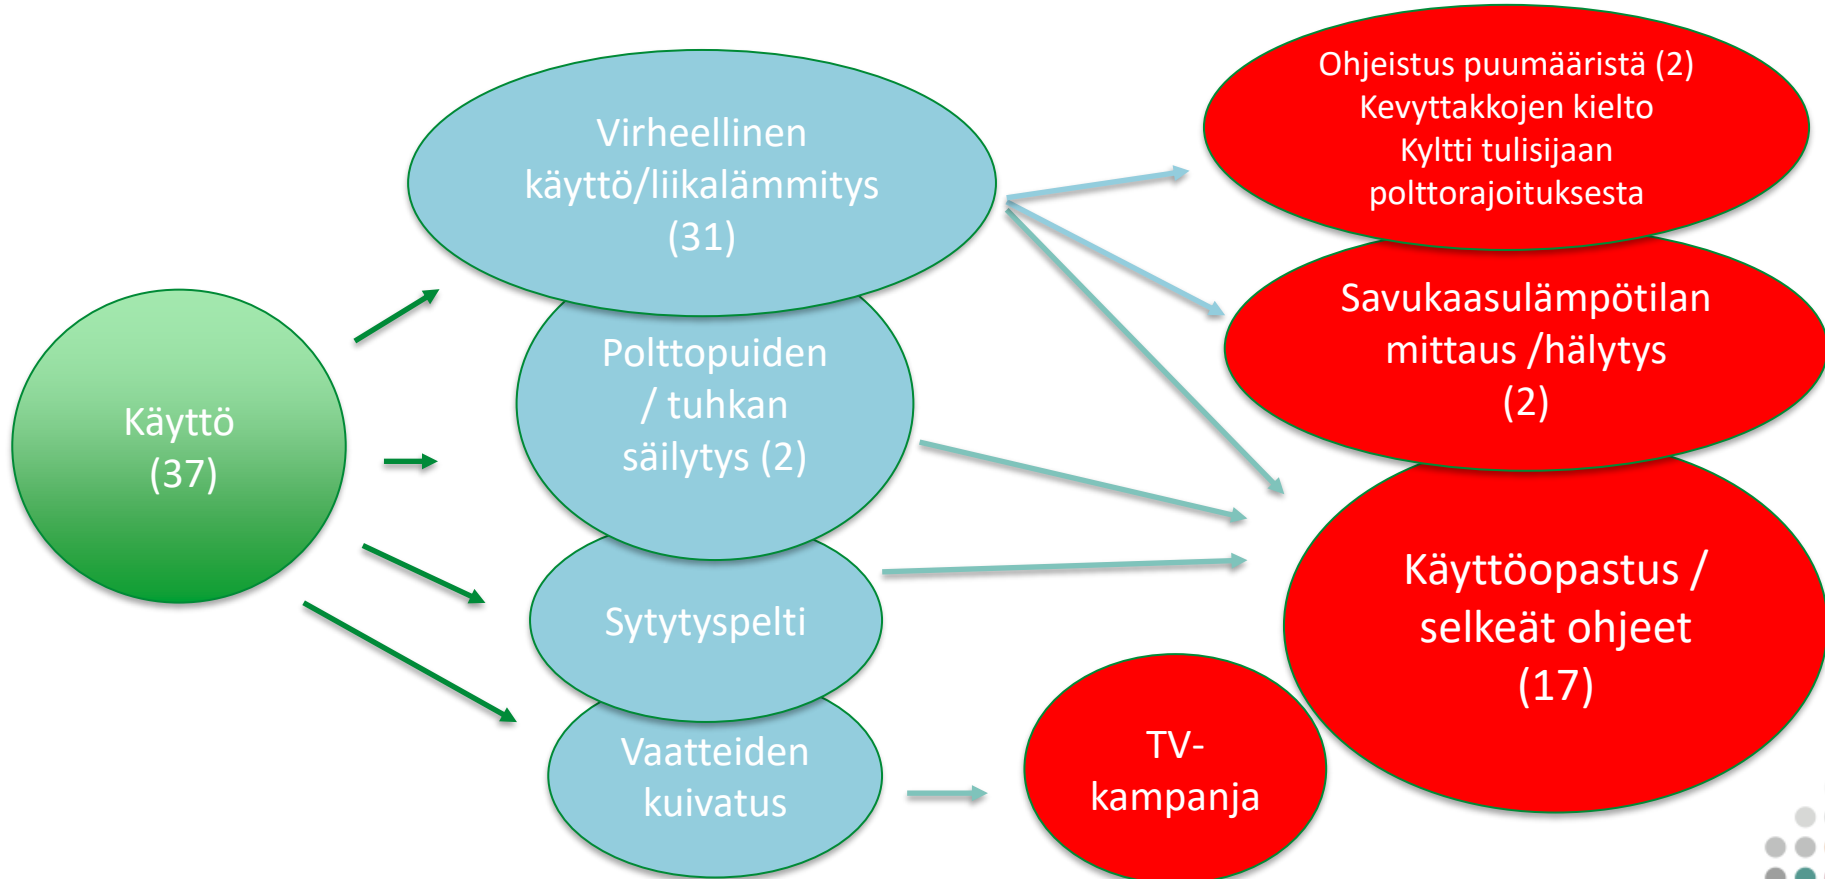 Käyttö
(37)
Virheellinen
käyttö/liikalämmitys
(31)
Polttopuiden
/ tuhkan
säilytys (2)
Sytytyspelti
Vaatteiden
kuivatus
Ohjeistus puumääristä (2)
Kevyttakkojen kielto
Kyltti tulisijaan
polttorajoituksesta
Savukaasulämpötilan
mittaus /hälytys
(2)
Käyttöopastus /
selkeät ohjeet
(17)
TV-
kampanja